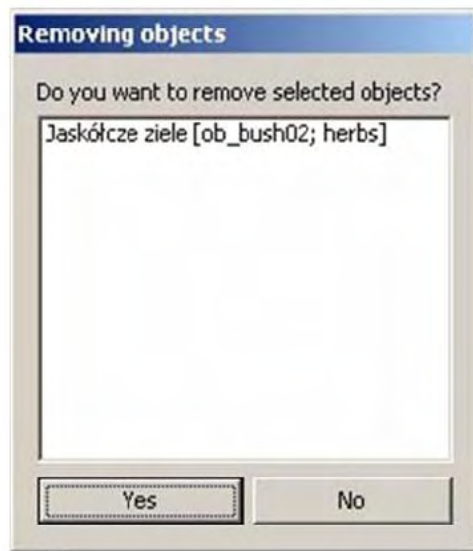 Removing objects
Do you want to remove selected objects?
Jaskółcze ziele [ob_bush02; herbs]
Yes
No